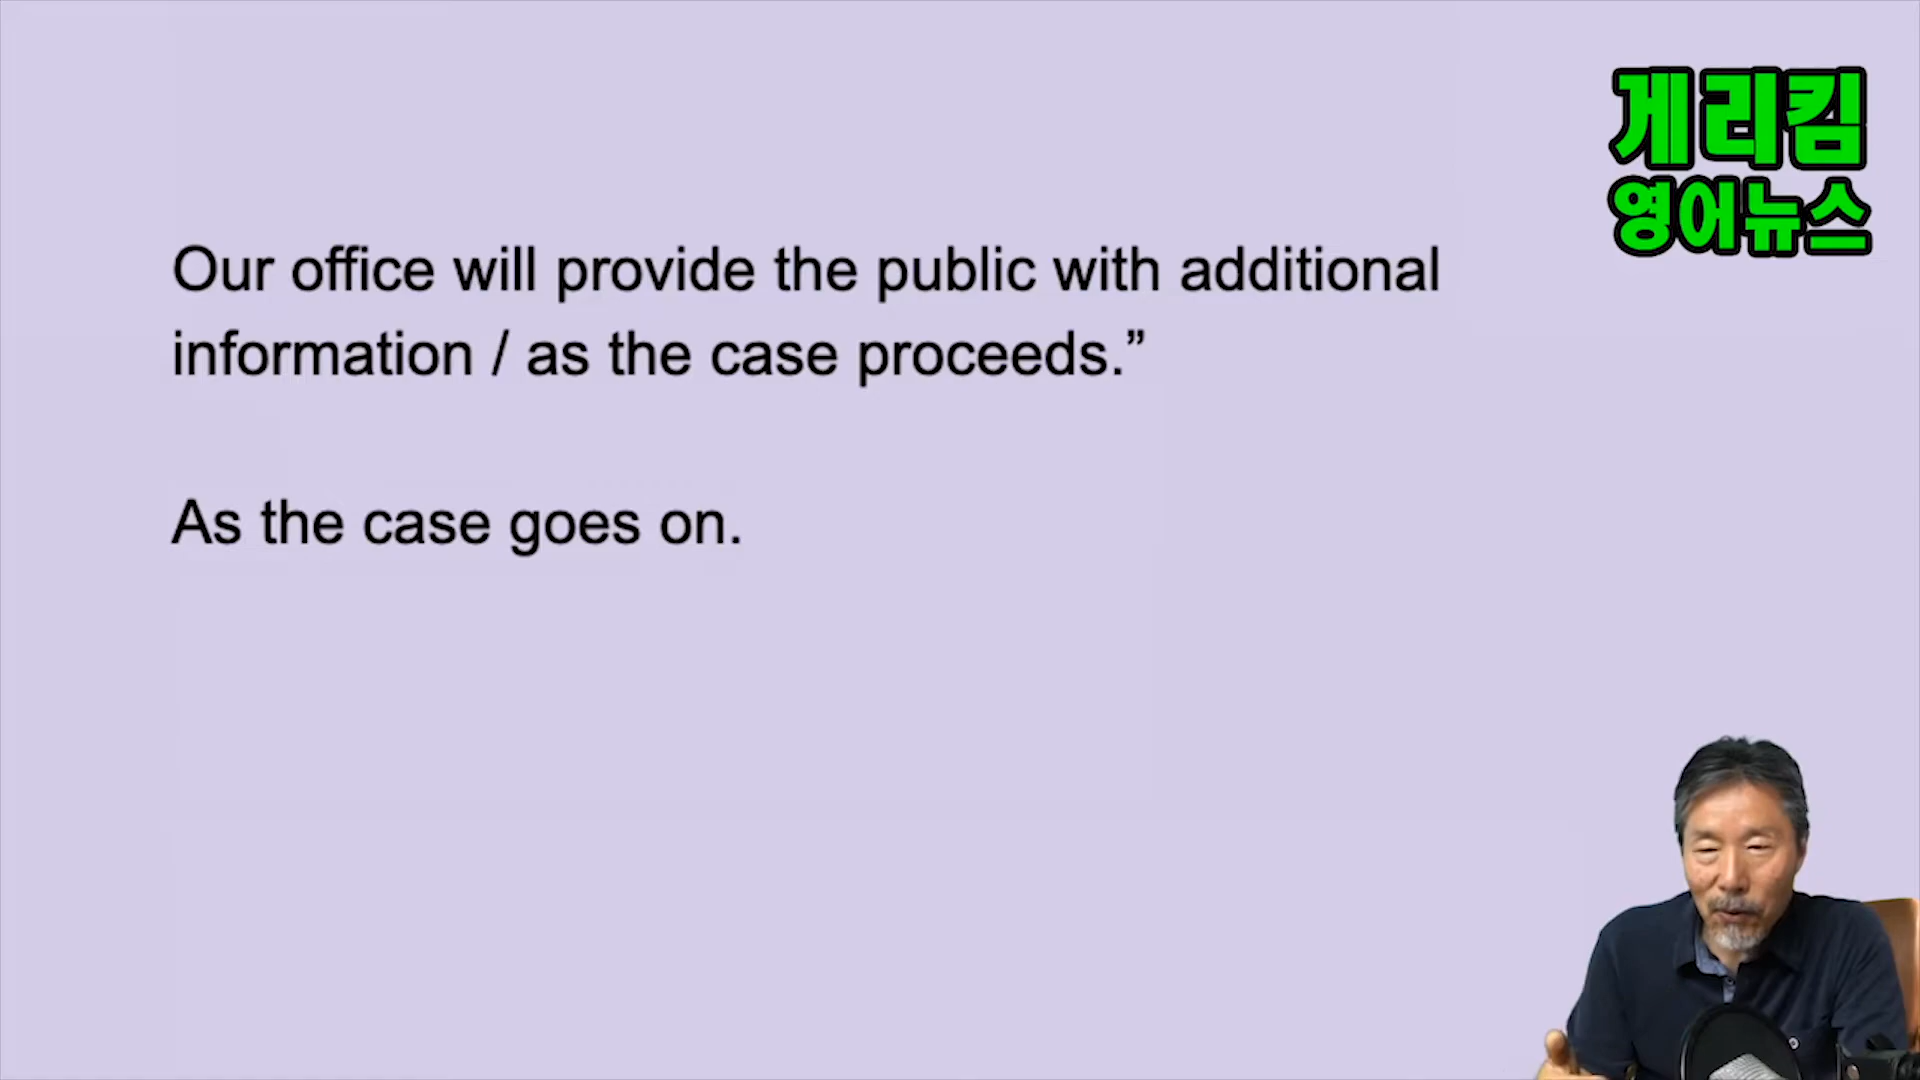 게리킴
영어뉴스
Our office will provide the public with additional
information / as the case proceeds.”
As the case goes on.